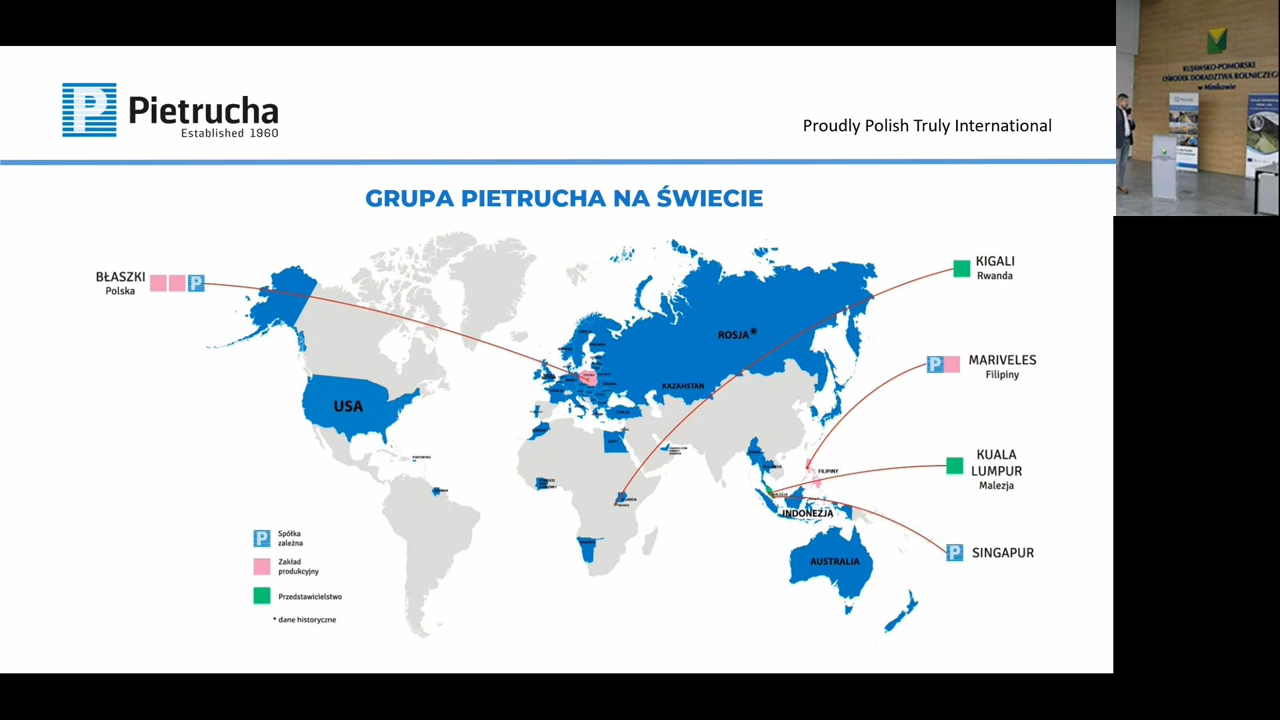 P Pietrucha
Established 1960
Proudly Polish Truly International
GRUPA PIETRUCHA NA ŚWIECIE
BŁASZKI
Polska
P
KIGALI
Rwanda
ROSJA*
KAZAHSTAN
USA
P
MARIVELES
Filipiny
FILIPINY
KUALA
LUMPUR
Malezja
INDONEZJA
P
SINGAPUR
AUSTRALIA
P
Spółka
zależna
Zakład
produkcyjny
Przedstawicielstwo
* dane historyczne
KUJAWSKO-POMORSKI
OŚRODEK DORADZTWA ROLNICZEGO
w Minikowie